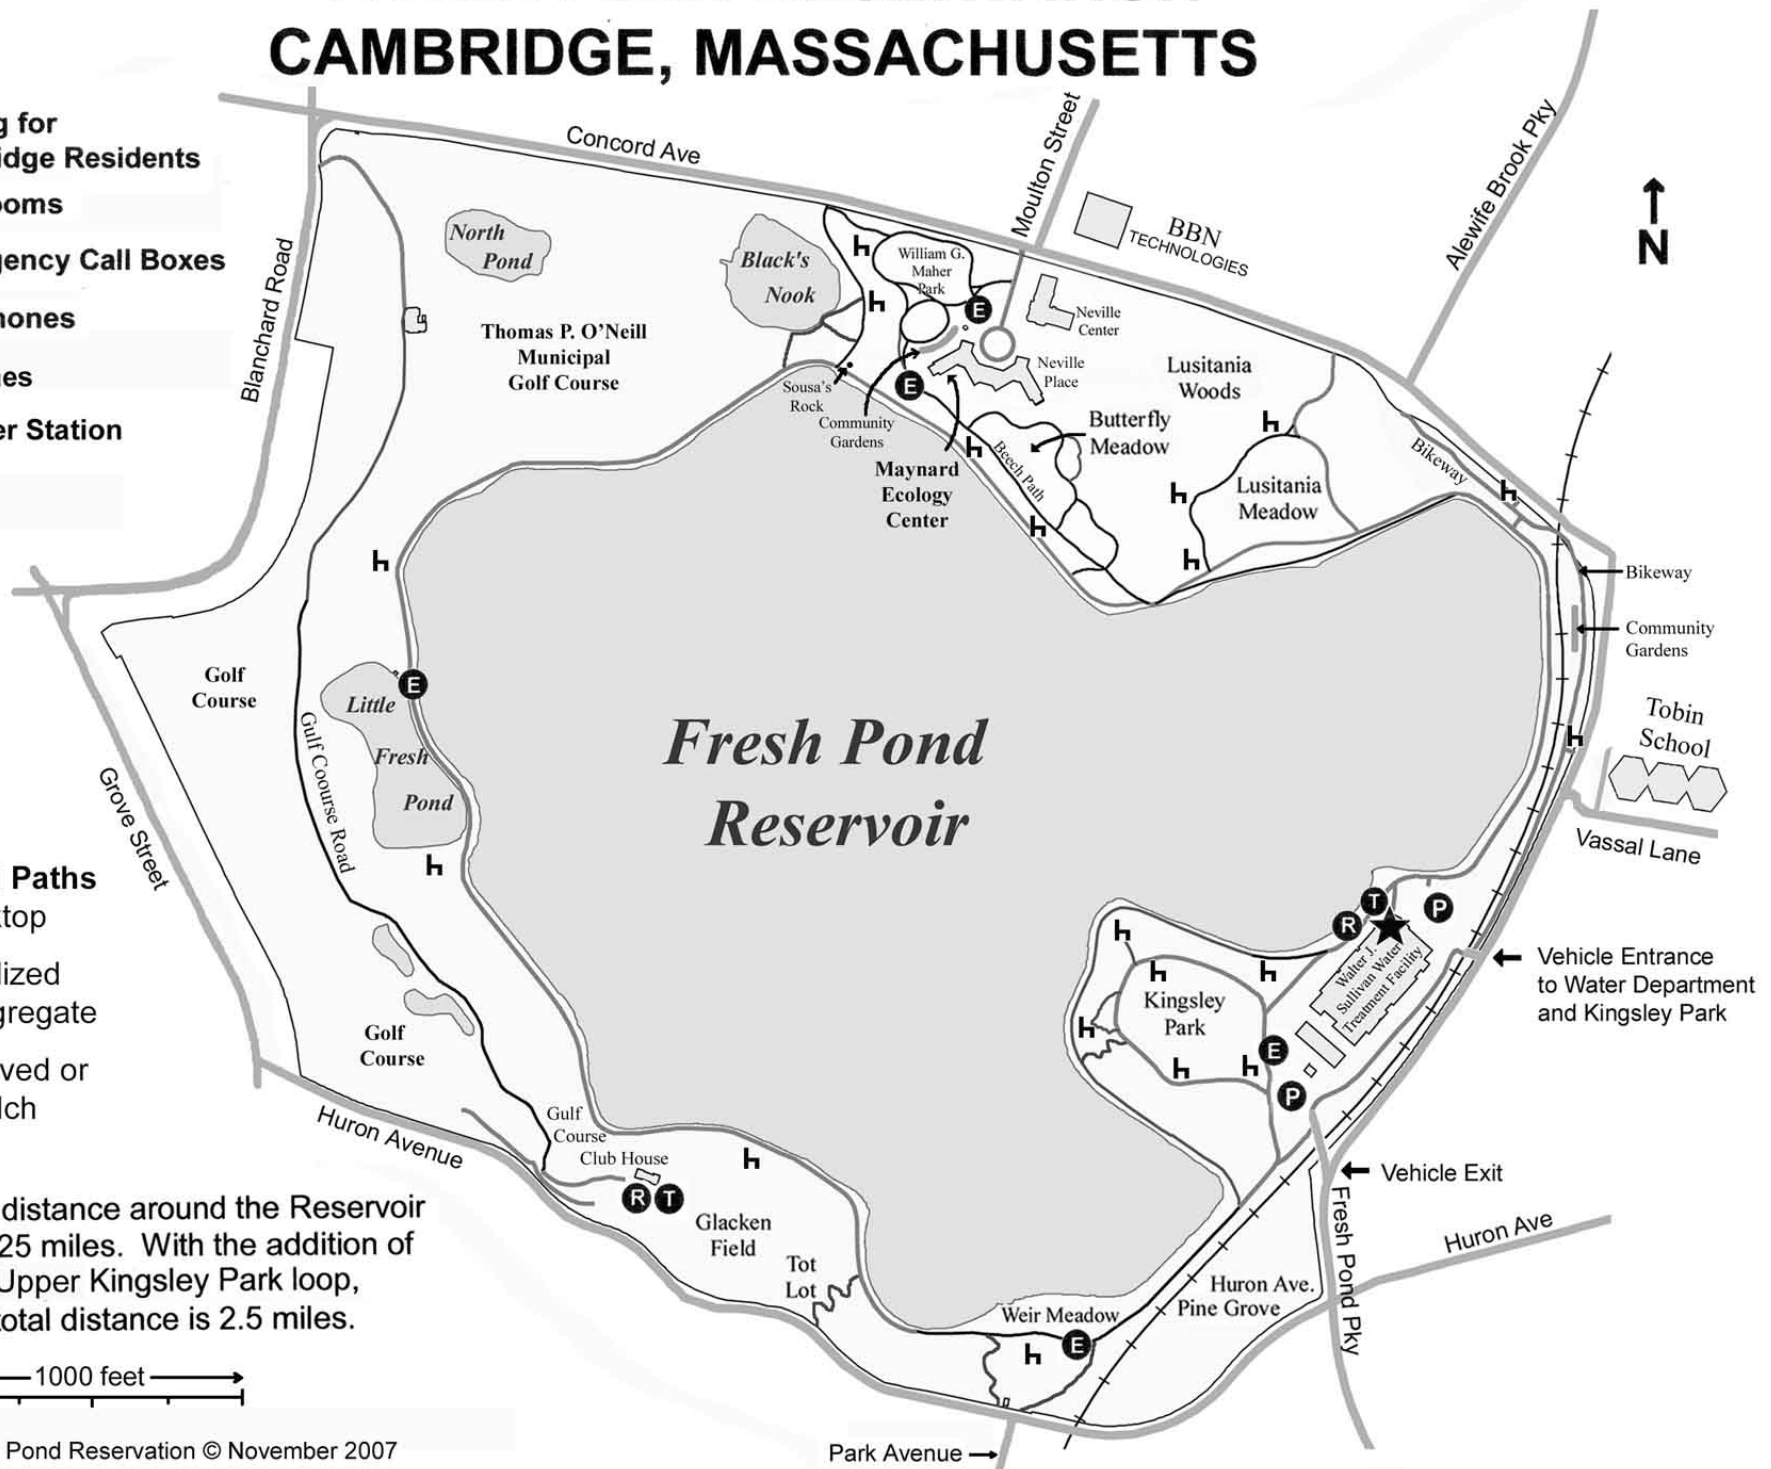 CAMBRIDGE, MASSACHUSETTS
g for
idge Residents
ooms
gency Call Boxes
hones
es
er Station
Paths
ktop
lized
gregate
ved or
lch
distance around the Reservoir
25 miles. With the addition of
Upper Kingsley Park loop,
total distance is 2.5 miles.
1000 feet
Pond Reservation © November 2007
Concord Ave
Moulton Street
Alewife Brook Pky
BBN
TECHNOLOGIES
N
Blanchard Road
North
Pond
Black's
Nook
William G.
Maher
Park
E
Neville
Center
Neville
Place
Thomas P. O'Neill
Municipal
Golf Course
Sousa's
Rock
Community
Gardens
E
Maynard
Ecology
Center
Beech Path
Butterfly
Meadow
Lusitania
Woods
Lusitania
Meadow
Bikeway
Bikeway
Community
Gardens
Tobin
School
Vassal Lane
Golf
Course
Gulf Coourse Road
Grove Street
Little
Fresh
Pond
E
Fresh Pond
Reservoir
T
R
P
Walter J.
Sullivan Water
Treatment Facility
Vehicle Entrance
to Water Department
and Kingsley Park
Kingsley
Park
E
P
Golf
Course
Huron Avenue
Gulf
Course
Club House
R T
Glacken
Field
Tot
Lot
Weir Meadow
E
Huron Ave.
Pine Grove
Vehicle Exit
Fresh Pond Pky
Huron Ave
Park Avenue